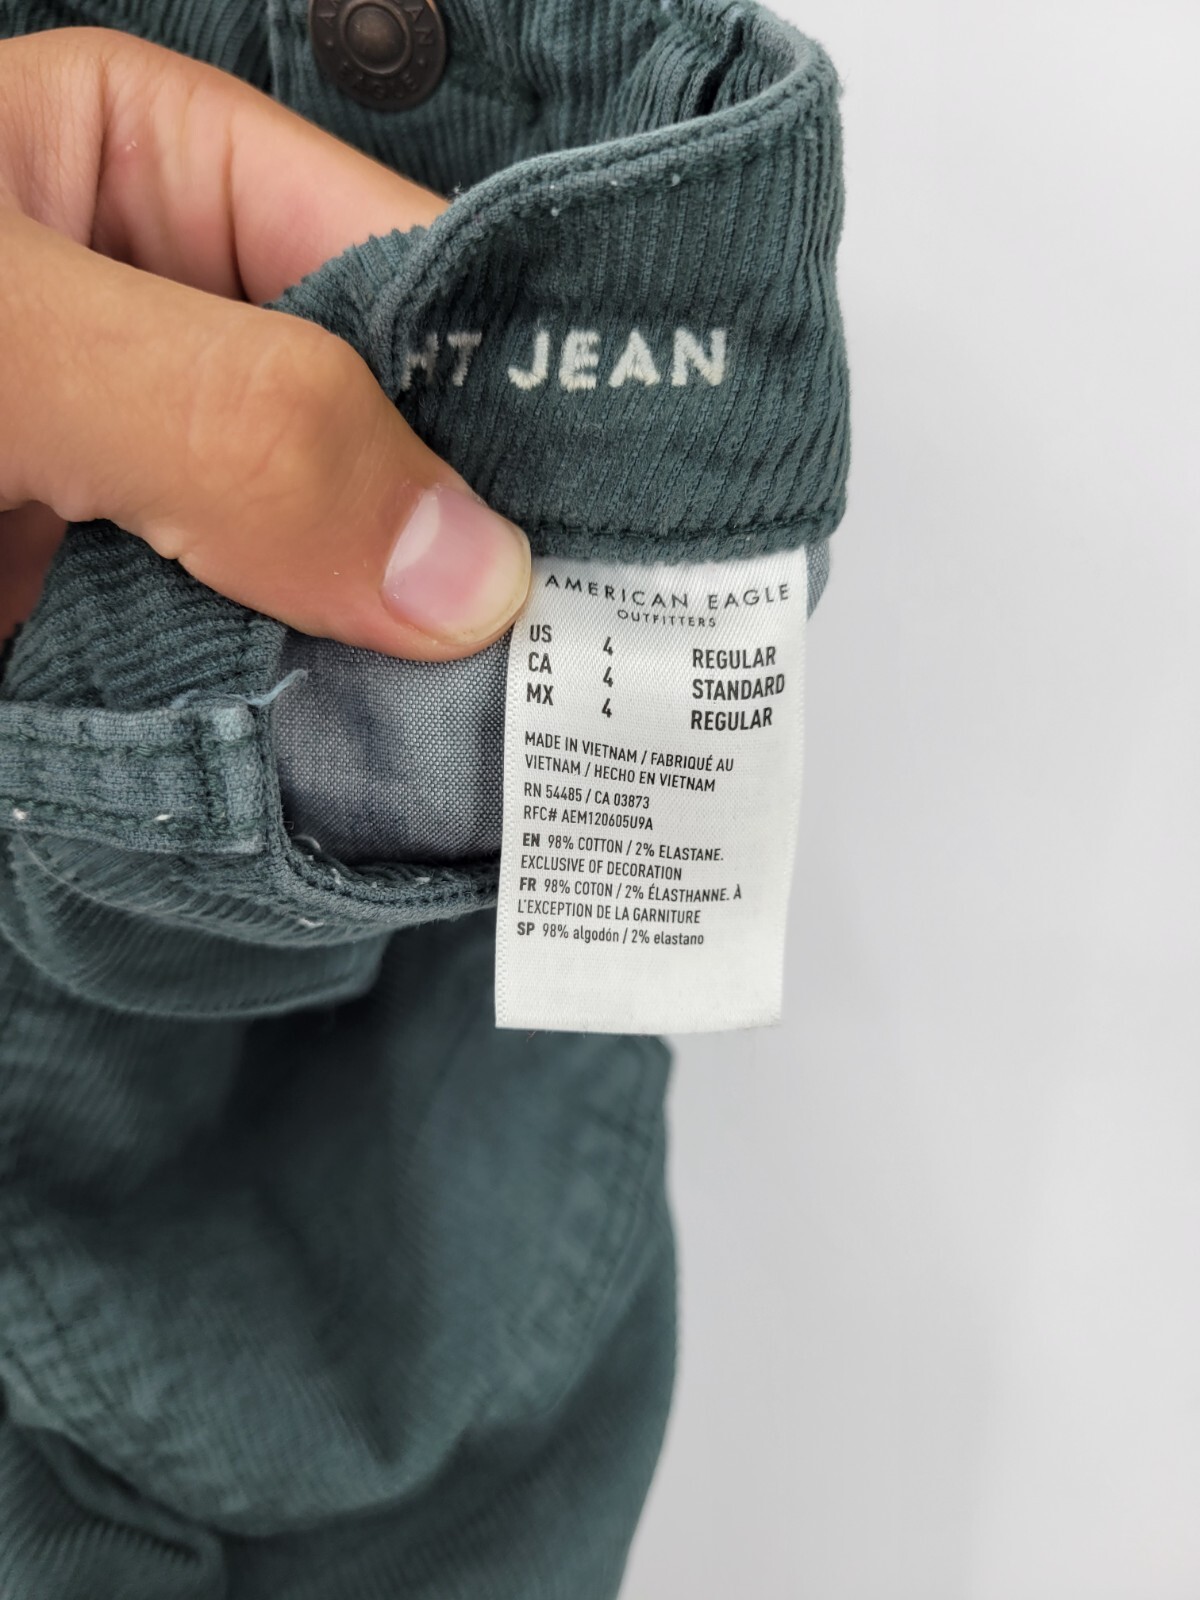 AMERICAN
EAGLE
HT JEAN
AMERICAN EAGLE
OUTFITTERS
US 4 REGULAR
CA 4 STANDARD
MX 4 REGULAR
MADE IN VIETNAM / FABRIQUÉ AU
VIETNAM / HECHO EN VIETNAM
RN 54485 / CA 03873
RFC# AEM120605U9A
EN 98% COTTON / 2% ELASTANE.
EXCLUSIVE OF DECORATION
FR 98% COTON / 2% ÉLASTHANNE. À
L'EXCEPTION DE LA GARNITURE
SP 98% algodón / 2% elastano